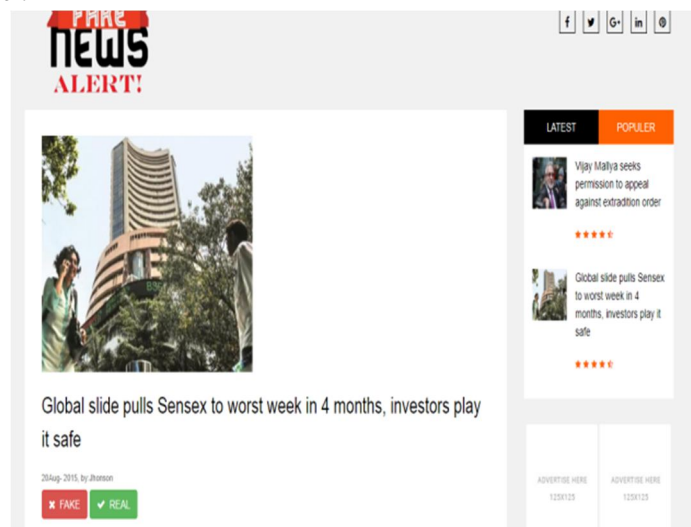 FAKE
NEWS
ALERT!
f G+ in
LATEST POPULER
Vijay Mallya seeks
permission to appeal
against extradition order
Global slide pulls Sensex
to worst week in 4
months, investors play it
safe
BSE
Global slide pulls Sensex to worst week in 4 months, investors play
it safe
20Aug- 2015, by:Jhonson
✖ FAKE ✔ REAL
ADVERTISE HERE ADVERTISE HERE
125X125 125X125